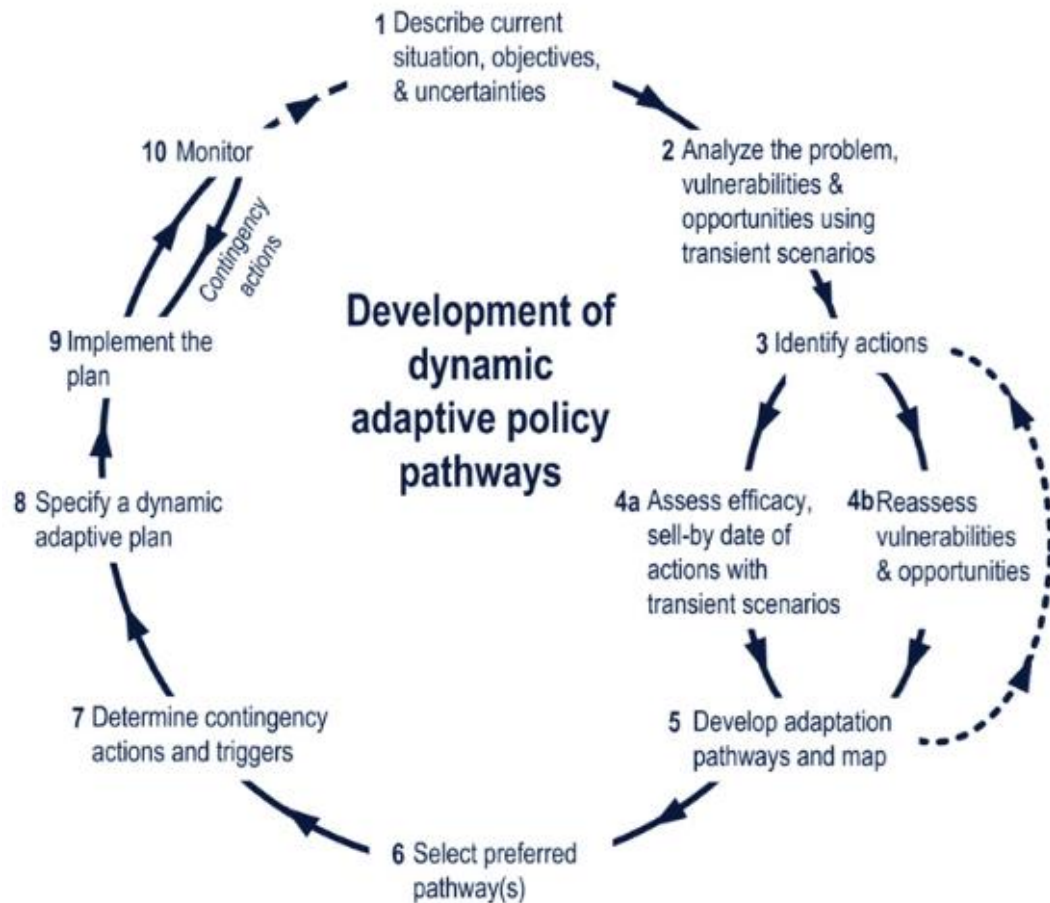 1 Describe current
situation, objectives,
& uncertainties
2 Analyze the problem,
vulnerabilities &
opportunities using
transient scenarios
3 Identify actions
4a Assess efficacy,
sell-by date of
actions with
transient scenarios
4b Reassess
vulnerabilities
& opportunities
5 Develop adaptation
pathways and map
6 Select preferred
pathway(s)
7 Determine contingency
actions and triggers
8 Specify a dynamic
adaptive plan
9 Implement the
plan
10 Monitor
Contingency
actions
Development of
dynamic
adaptive policy
pathways